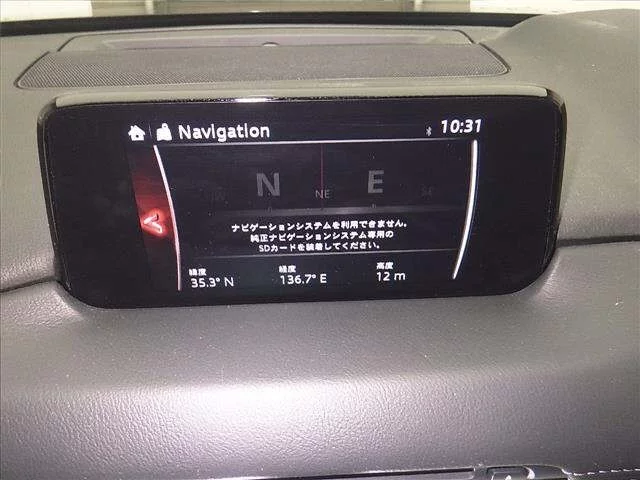 Navigation 10:31
N NE E
ナビゲーションシステムを利用できません。
純正ナビゲーションシステム専用の
SDカードを装着してください。
緯度 経度 高度
35.3° N 136.7° E 12 m